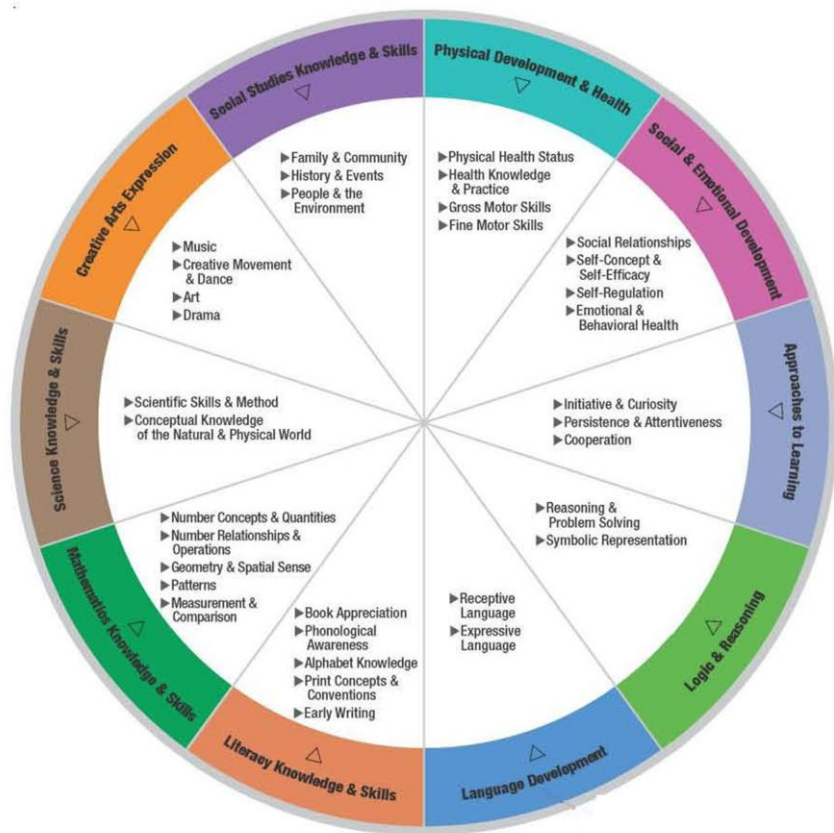 Physical Development & Health
▶Physical Health Status
▶Health Knowledge
& Practice
▶Gross Motor Skills
▶Fine Motor Skills
Social & Emotional Development
▶Social Relationships
▶Self-Concept &
Self-Efficacy
▶Self-Regulation
▶Emotional &
Behavioral Health
Approaches to Learning
▶Initiative & Curiosity
▶Persistence & Attentiveness
▶Cooperation
Logic & Reasoning
▶Reasoning &
Problem Solving
▶Symbolic Representation
Language Development
▶Receptive
Language
▶Expressive
Language
Literacy Knowledge & Skills
▶Book Appreciation
▶Phonological
Awareness
▶Alphabet Knowledge
▶Print Concepts &
Conventions
▶Early Writing
Mathematics Knowledge & Skills
▶Number Concepts & Quantities
▶Number Relationships &
Operations
▶Geometry & Spatial Sense
▶Patterns
▶Measurement &
Comparison
Science Knowledge & Skills
▶Scientific Skills & Method
▶Conceptual Knowledge
of the Natural & Physical World
Creative Arts Expression
▶Music
▶Creative Movement
& Dance
▶Art
▶Drama
Social Studies Knowledge & Skills
▶Family & Community
▶History & Events
▶People & the
Environment